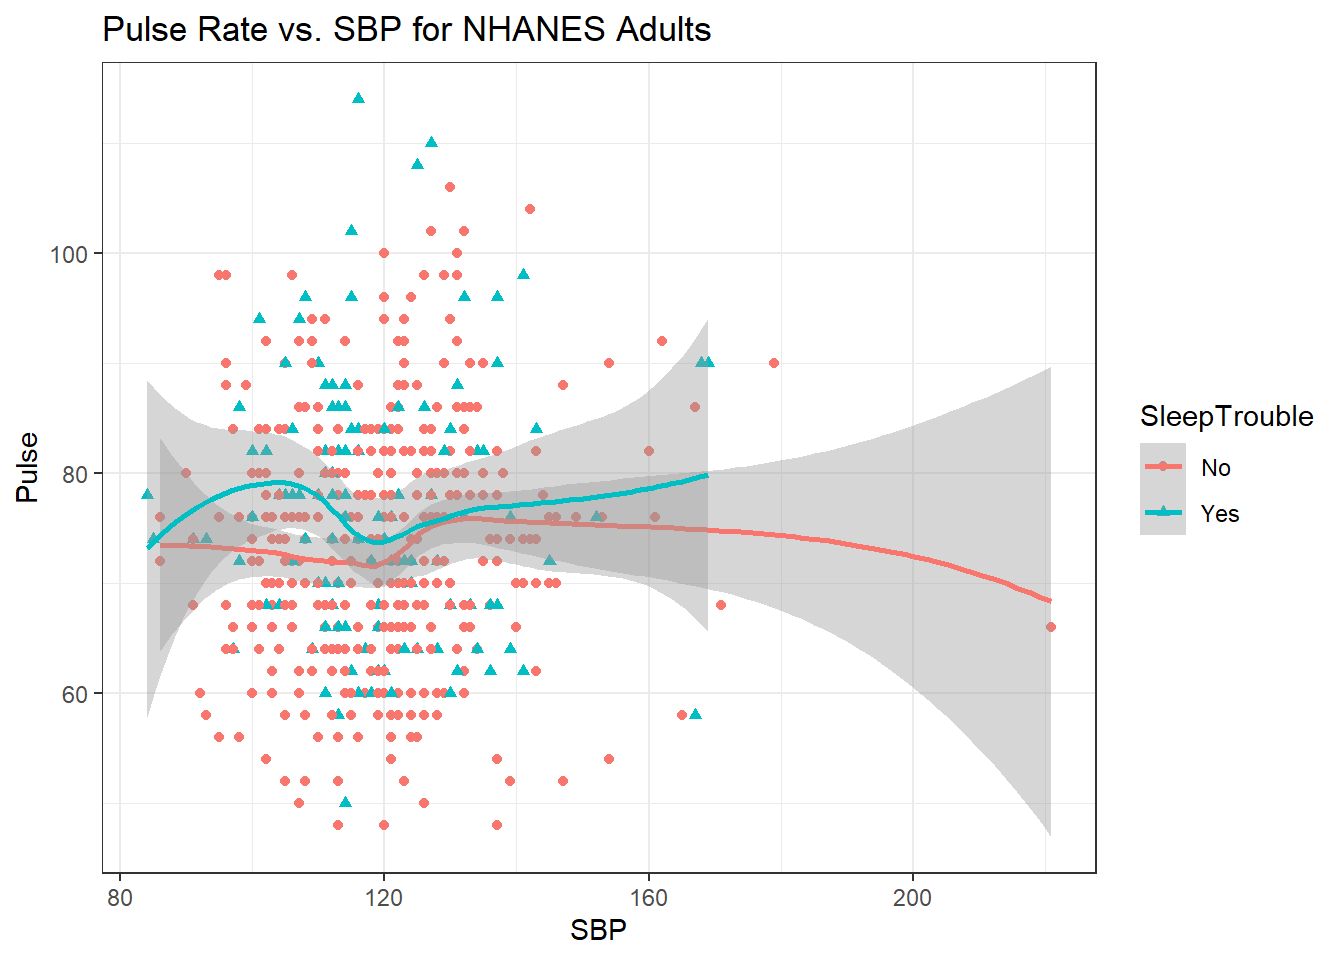 Pulse Rate vs. SBP for NHANES Adults
100
80
60
Pulse
80 120 160 200
SBP
SleepTrouble
No
Yes